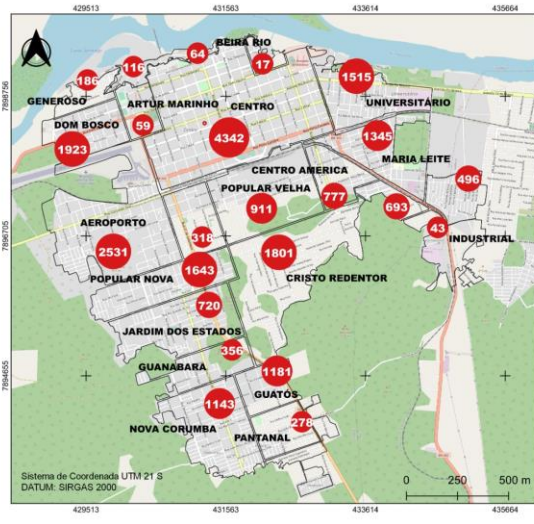 429513 431563 433614 435664
7898756
7896705
7894655
BEIRA RIO
64
17
116
186
1515
GENEROSO
ARTUR MARINHO
CENTRO
UNIVERSITÁRIO
DOM BOSCO
59
4342
1345
1923
MARIA LEITE
CENTRO AMERICA
496
POPULAR VELHA
777
911
693
AEROPORTO
43
318
INDUSTRIAL
2531
1801
1643
POPULAR NOVA
CRISTO REDENTOR
720
JARDIM DOS ESTADOS
356
GUANABARA
1181
GUATÓS
1143
278
NOVA CORUMBA
PANTANAL
Sistema de Coordenada UTM 21 S
DATUM: SIRGAS 2000
0 250 500 m
429513 431563 433614 435664